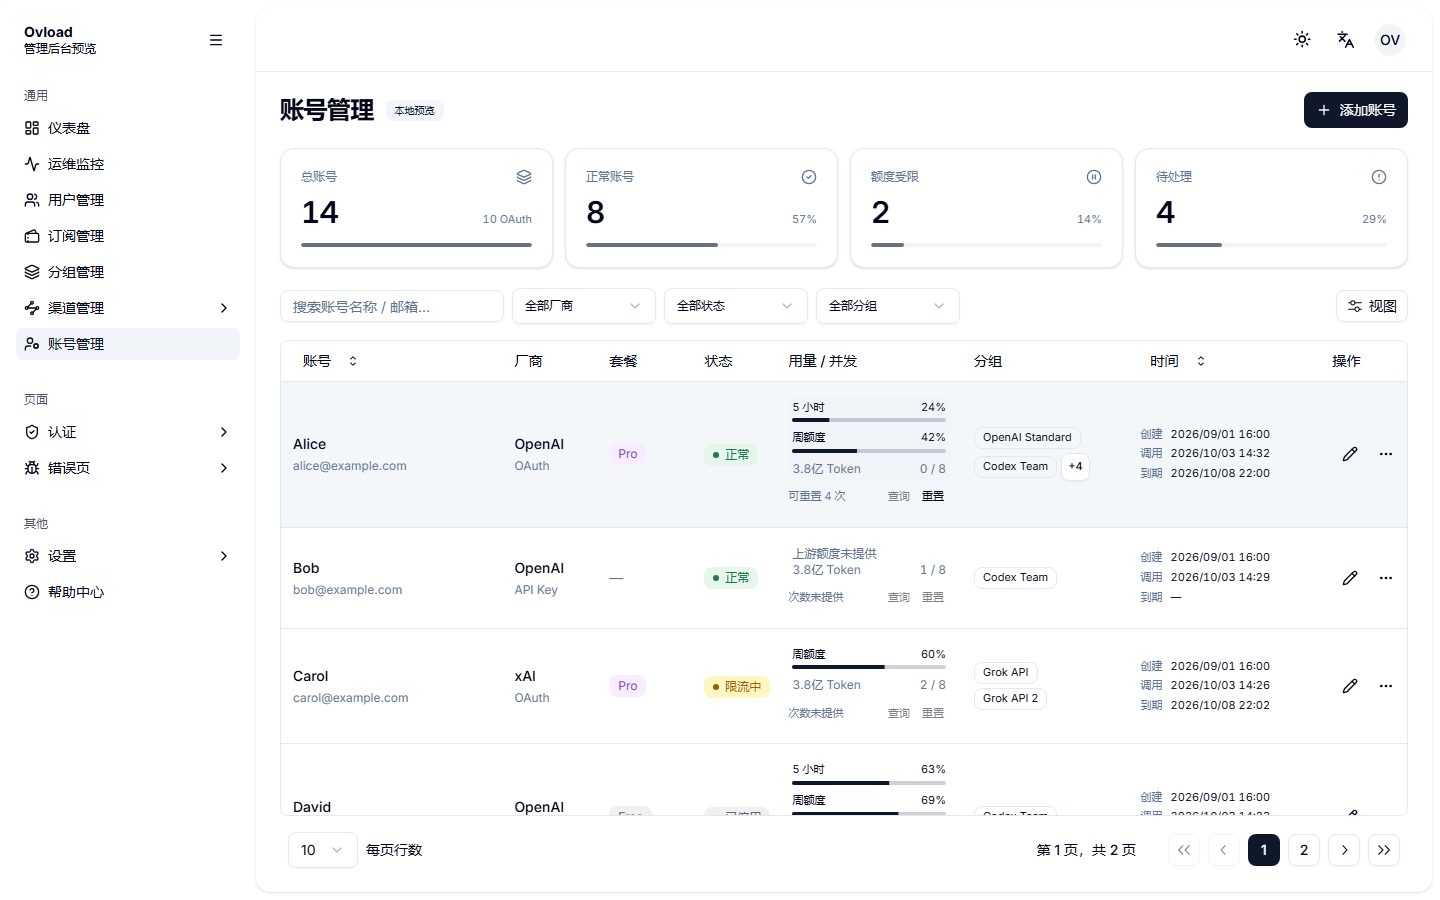 Ovload
管理后台预览
通用
仪表盘
运维监控
用户管理
订阅管理
分组管理
渠道管理
账号管理
页面
认证
错误页
其他
设置
帮助中心
OV
账号管理 本地预览
添加账号
总账号
14
10 OAuth
正常账号
8
57%
额度受限
2
14%
待处理
4
29%
搜索账号名称 / 邮箱...
全部厂商
全部状态
全部分组
视图
账号 厂商 套餐 状态 用量 / 并发 分组 时间 操作
Alice
alice@example.com
OpenAI
OAuth
Pro
正常
5 小时 24%
周额度 42%
3.8亿 Token 0 / 8
可重置 4 次 查询 重置
OpenAI Standard
Codex Team +4
创建 2026/09/01 16:00
调用 2026/10/03 14:32
到期 2026/10/08 22:00
Bob
bob@example.com
OpenAI
API Key
—
正常
上游额度未提供
3.8亿 Token 1 / 8
次数未提供 查询 重置
Codex Team
创建 2026/09/01 16:00
调用 2026/10/03 14:29
到期 —
Carol
carol@example.com
xAI
OAuth
Pro
限流中
周额度 60%
3.8亿 Token 2 / 8
次数未提供 查询 重置
Grok API
Grok API 2
创建 2026/09/01 16:00
调用 2026/10/03 14:26
到期 2026/10/08 22:02
David
OpenAI
5 小时 63%
周额度 69%
Codex Team
创建 2026/09/01 16:00
10 每页行数
第 1 页，共 2 页
1 2